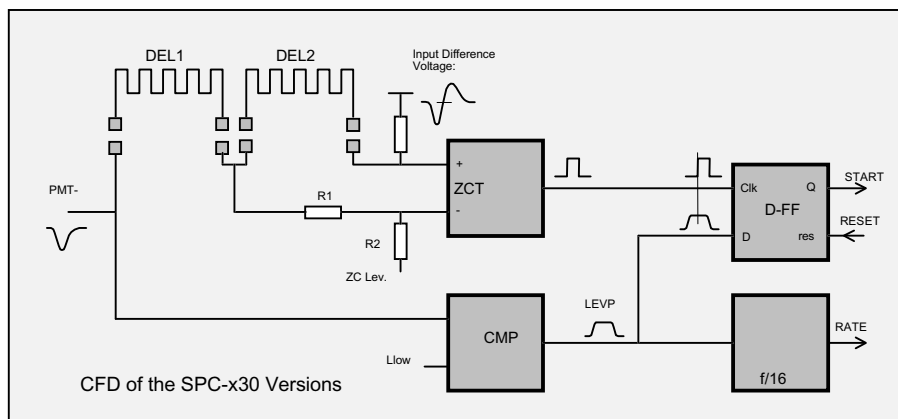 DEL1
DEL2
Input Difference
Voltage:
+
ZCT
-
PMT-
R1
R2
ZC Lev.
Clk
Q
START
D-FF
RESET
D
res
LEVP
CMP
RATE
Llow
f/16
CFD of the SPC-x30 Versions